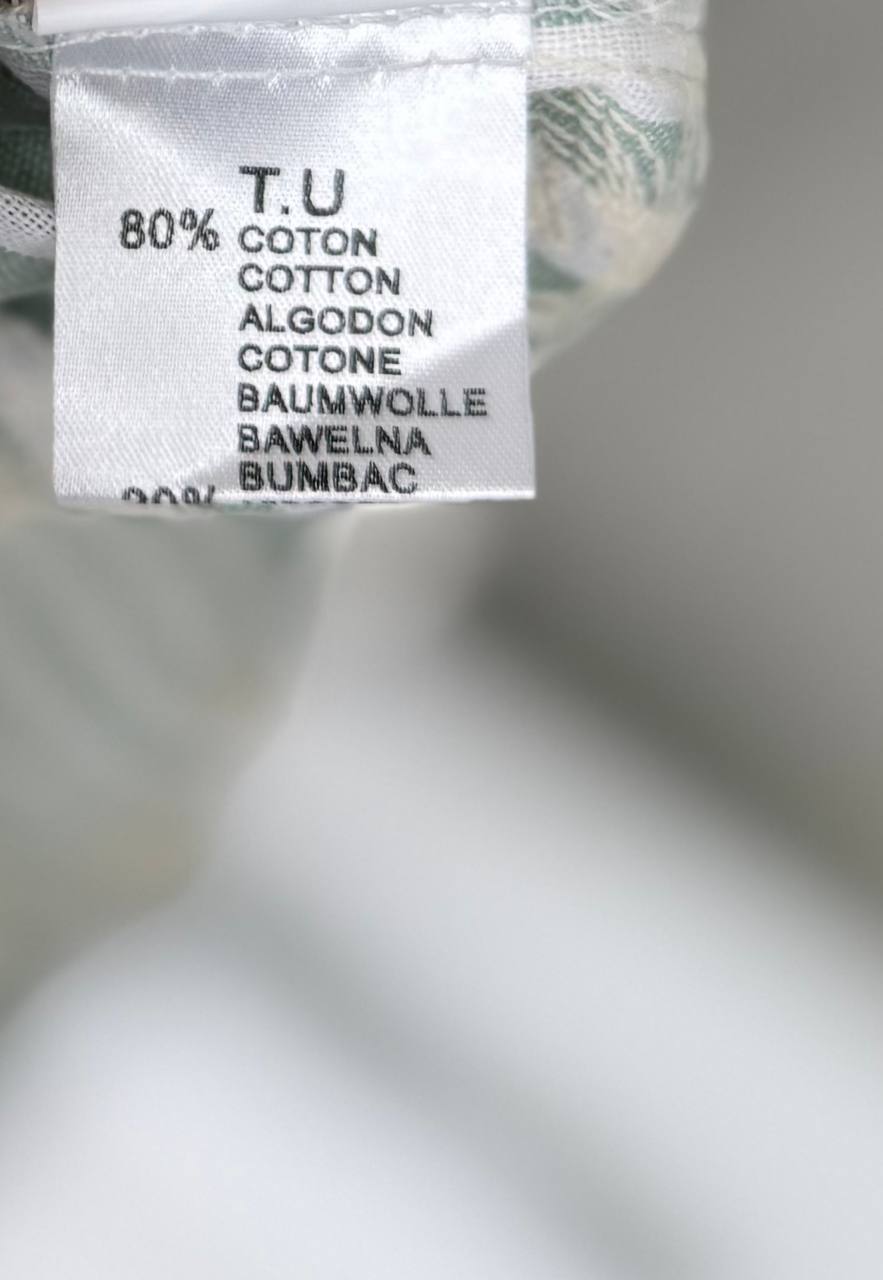 T.U
80% COTON
COTTON
ALGODON
COTONE
BAUMWOLLE
BAWELNA
BUMBAC